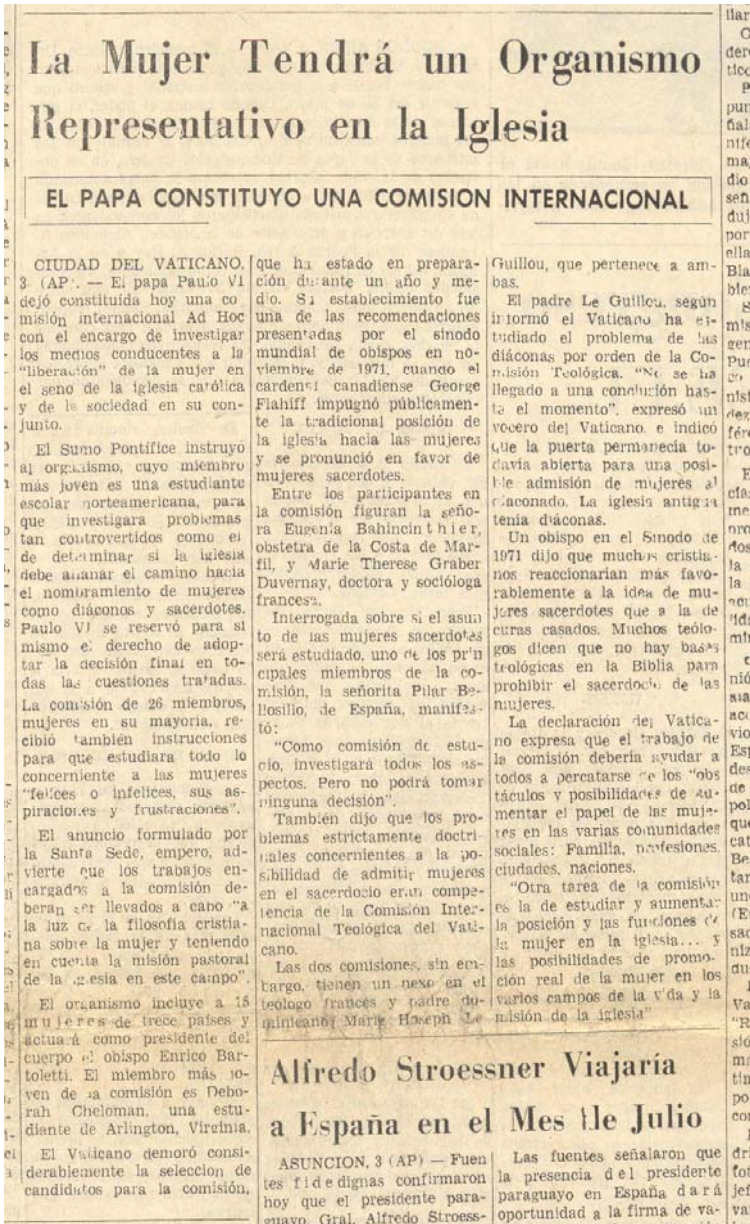 La Mujer Tendrá un Organismo
Representativo en la Iglesia
EL PAPA CONSTITUYO UNA COMISION INTERNACIONAL
CIUDAD DEL VATICANO,
3 (AP). — El papa Paulo VI
dejó constituída hoy una co
misión internacional Ad Hoc
con el encargo de investigar
los medios conducentes a la
"liberación" de la mujer en
el seno de la iglesia católica
y de la sociedad en su con-
junto.
El Sumo Pontífice instruyó
al organismo, cuyo miembro
más joven es una estudiante
escolar norteamericana, para
que investigara problemas
tan controvertidos como el
de determinar si la iglesia
debe allanar el camino hacia
el nombramiento de mujeres
como diáconos y sacerdotes.
Paulo VI se reservó para sí
mismo el derecho de adop-
tar la decisión final en to-
das las cuestiones tratadas.
La comisión de 26 miembros,
mujeres en su mayoría, re-
cibió también instrucciones
para que estudiara todo lo
concerniente a las mujeres
"felices o infelices, sus as-
piraciones y frustraciones".
El anuncio formulado por
la Santa Sede, empero, ad-
vierte que los trabajos en-
cargados a la comisión de-
beran ser llevados a cabo "a
la luz de la filosofía cristia-
na sobre la mujer y teniendo
en cuenta la misión pastoral
de la iglesia en este campo".
El organismo incluye a 15
mujeres de trece países y
actuará como presidente del
cuerpo el obispo Enrico Bar-
toletti. El miembro más jo-
ven de la comisión es Debo-
rah Cheloman, una estu-
diante de Arlington, Virginia.
El Vaticano demoró consi-
derablemente la seleccion de
candidatos para la comisión,
que ha estado en prepara-
ción durante un año y me-
dio. Su establecimiento fue
una de las recomendaciones
presentadas por el sínodo
mundial de obispos en no-
viembre de 1971, cuando el
cardenal canadiense George
Flahiff impugnó públicamen-
te la tradicional posición de
la iglesia hacia las mujeres
y se pronunció en favor de
mujeres sacerdotes.
Entre los participantes en
la comisión figuran la seño-
ra Eugenia Bahincinthier,
obstetra de la Costa de Mar-
fil, y Marie Therese Graber
Duvernay, doctora y socióloga
francesa.
Interrogada sobre si el asun
to de las mujeres sacerdotes
será estudiado, uno de los prin
cipales miembros de la co-
misión, la señorita Pilar Be-
llosillo, de España, manifes-
tó:
"Como comisión de estu-
dio, investigará todos los as-
pectos. Pero no podrá tomar
ninguna decisión".
También dijo que los pro-
blemas estrictamente doctri-
nales concernientes a la po-
sibilidad de admitir mujeres
en el sacerdocio eran compe-
tencia de la Comisión Inter-
nacional Teológica del Vati-
cano.
Las dos comisiones, sin em-
bargo, tienen un nexo en el
teólogo francés y padre do-
minicano, Marie Hoseph Le
Guillou, que pertenece a am-
bas.
El padre Le Guillou, según
informó el Vaticano ha es-
tudiado el problema de las
diáconas por orden de la Co-
misión Teológica. "No se ha
llegado a una conclusión has-
ta el momento", expresó un
vocero del Vaticano, e indicó
que la puerta permanecía to-
davía abierta para una posi-
ble admisión de mujeres al
diaconado. La iglesia antigua
tenía diáconas.
Un obispo en el Sínodo de
1971 dijo que muchos cristia-
nos reaccionarían más favo-
rablemente a la idea de mu-
jeres sacerdotes que a la de
curas casados. Muchos teólo-
gos dicen que no hay bases
teológicas en la Biblia para
prohibir el sacerdocio de las
mujeres.
La declaración del Vatica-
no expresa que el trabajo de
la comisión debería ayudar a
todos a percatarse de los "obs
táculos y posibilidades de au-
mentar el papel de las muje-
res en las varias comunidades
sociales: Familia, profesiones,
ciudades, naciones.
"Otra tarea de la comisión
es la de estudiar y aumentar
la posición y las funciones de
la mujer en la iglesia... y
las posibilidades de promo-
ción real de la mujer en los
varios campos de la vida y la
misión de la iglesia"
Alfredo Stroessner Viajaría
a España en el Mes de Julio
ASUNCION, 3 (AP) — Fuen
tes fidedignas confirmaron
hoy que el presidente para-
guayo, Gral. Alfredo Stroess-
Las fuentes señalaron que
la presencia del presidente
paraguayo en España dará
oportunidad a la firma de va-